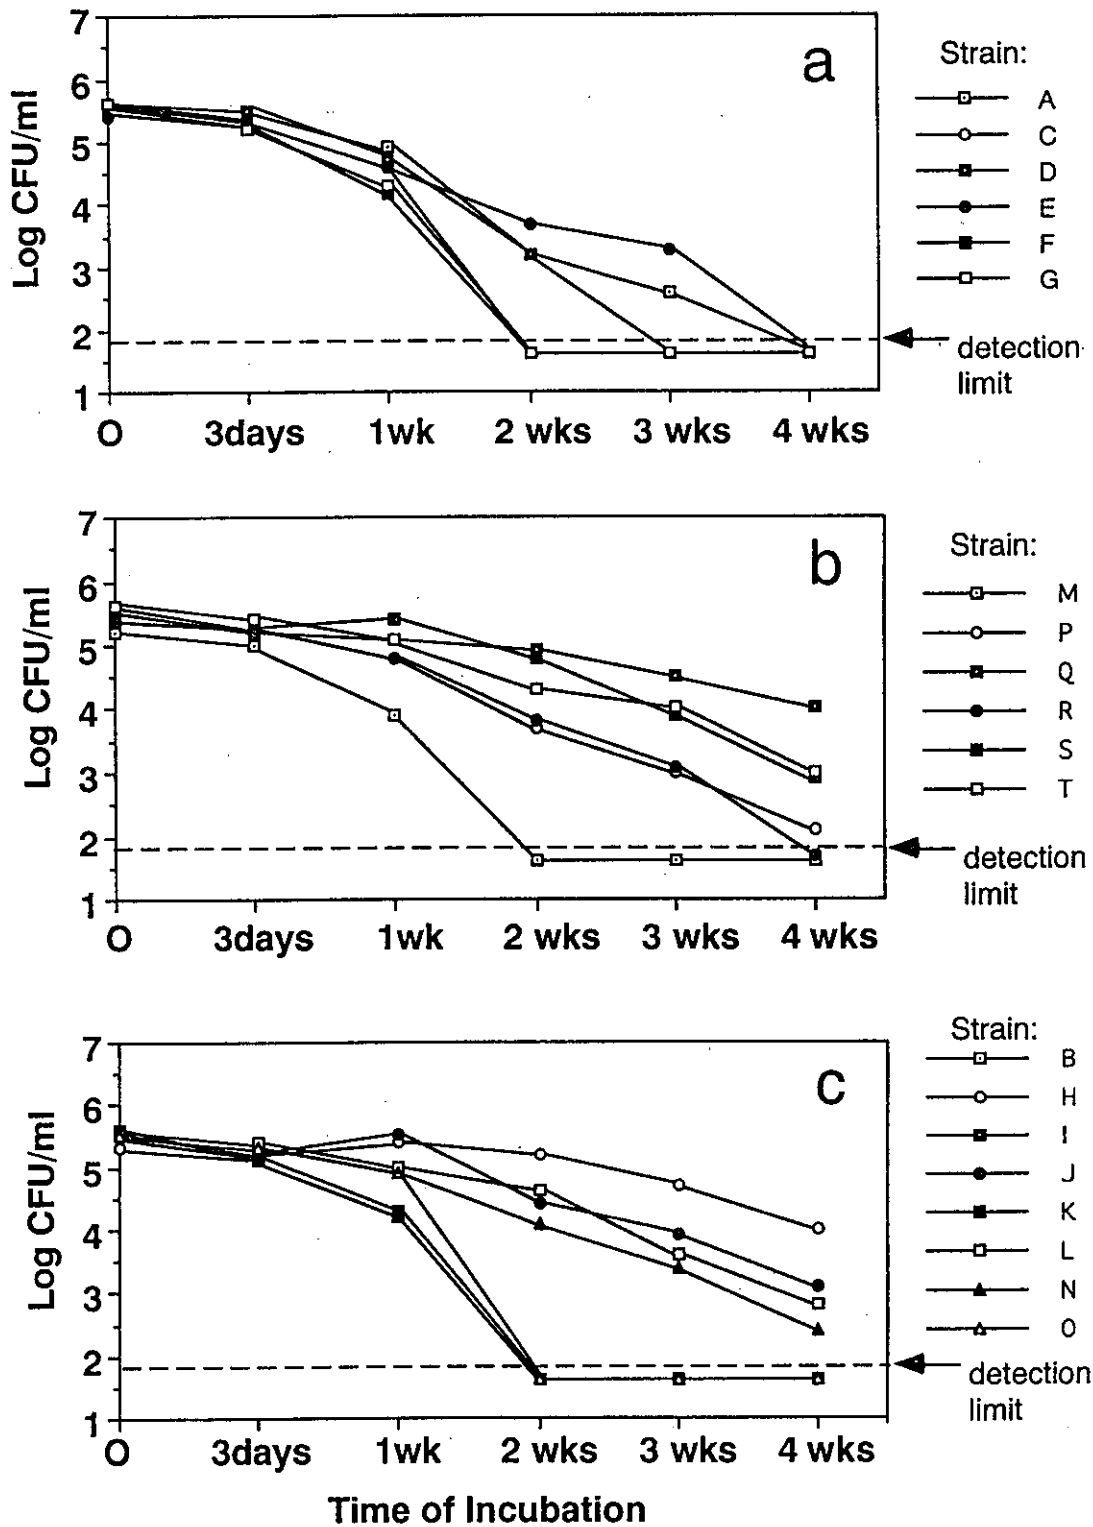 7
6
5
4
3
2
1
Log CFU/ml
a
Strain:
A
C
D
E
F
G
detection
limit
O 3days 1wk 2 wks 3 wks 4 wks
7
6
5
4
3
2
1
Log CFU/ml
b
Strain:
M
P
Q
R
S
T
detection
limit
O 3days 1wk 2 wks 3 wks 4 wks
7
6
5
4
3
2
1
Log CFU/ml
c
Strain:
B
H
I
J
K
L
N
O
detection
limit
O 3days 1wk 2 wks 3 wks 4 wks
Time of Incubation